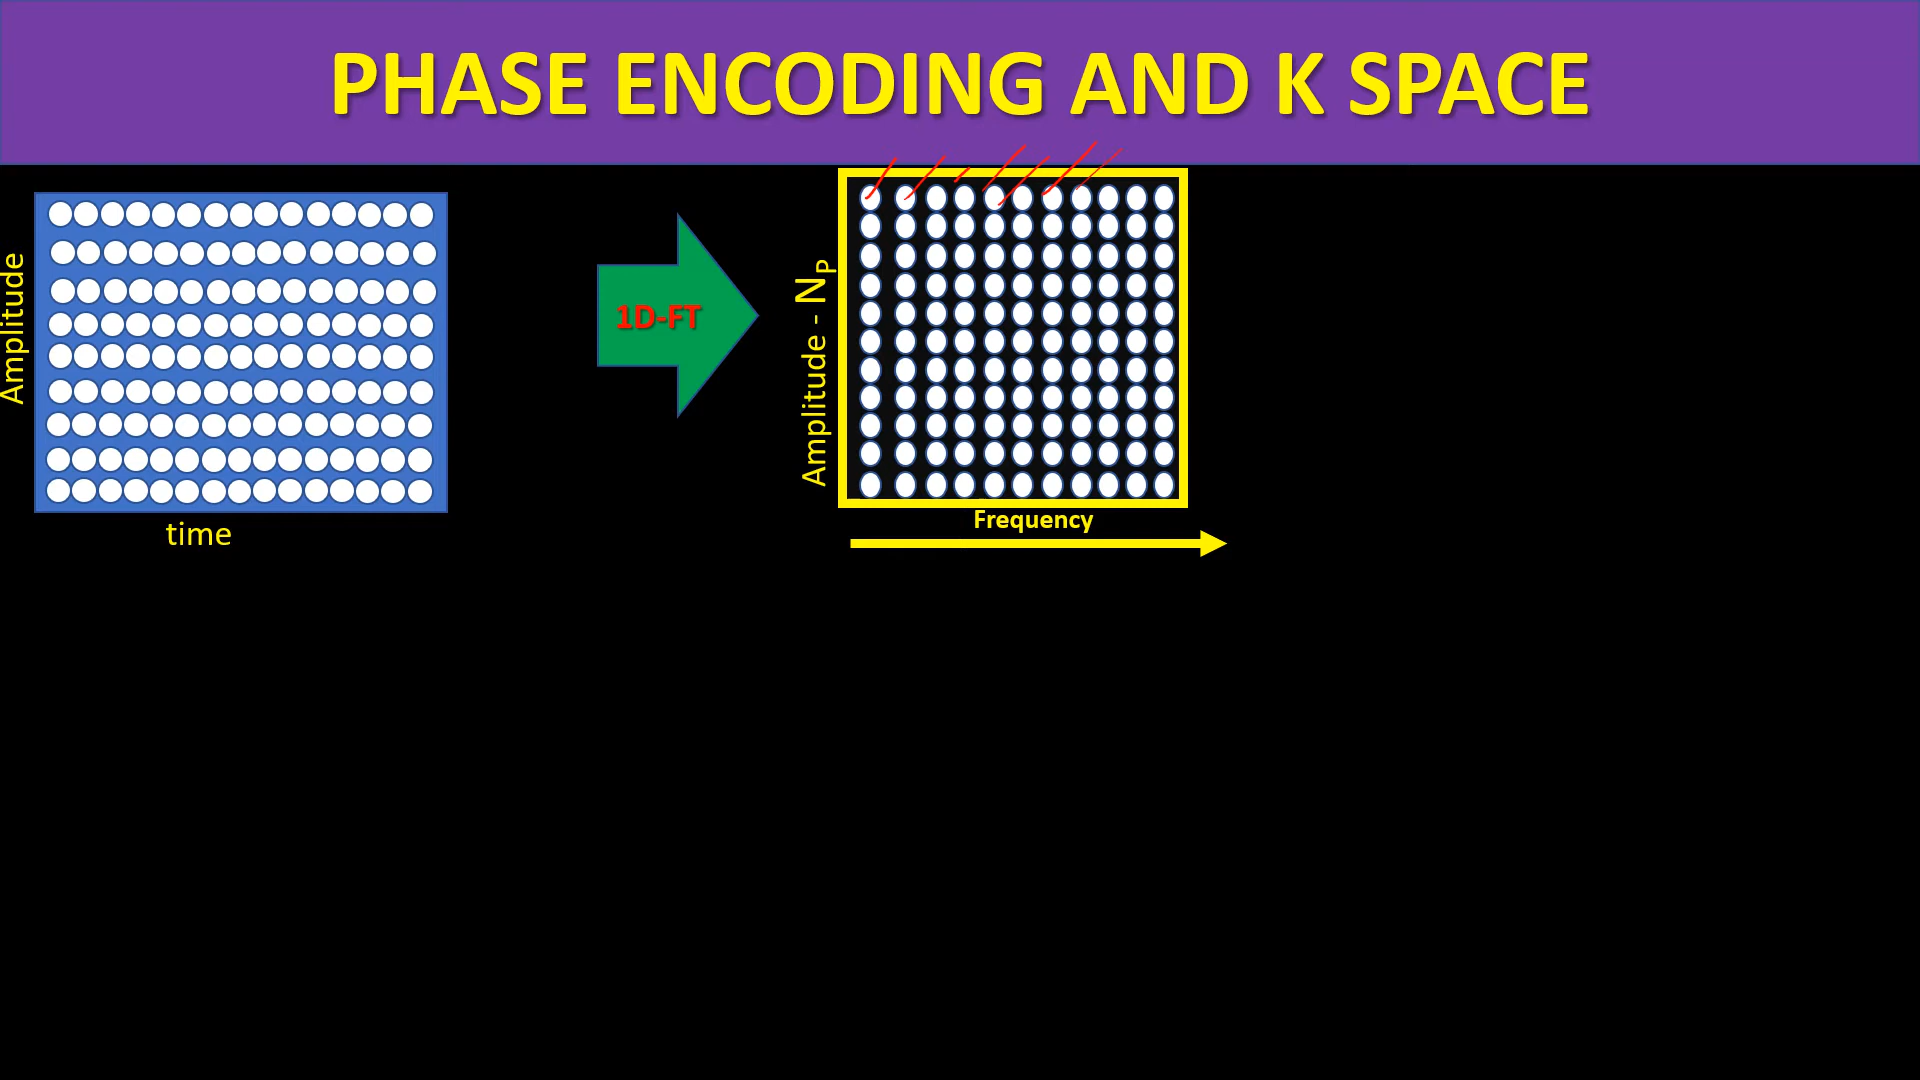 PHASE ENCODING AND K SPACE
Amplitude
time
1D-FT
Amplitude - NP
Frequency